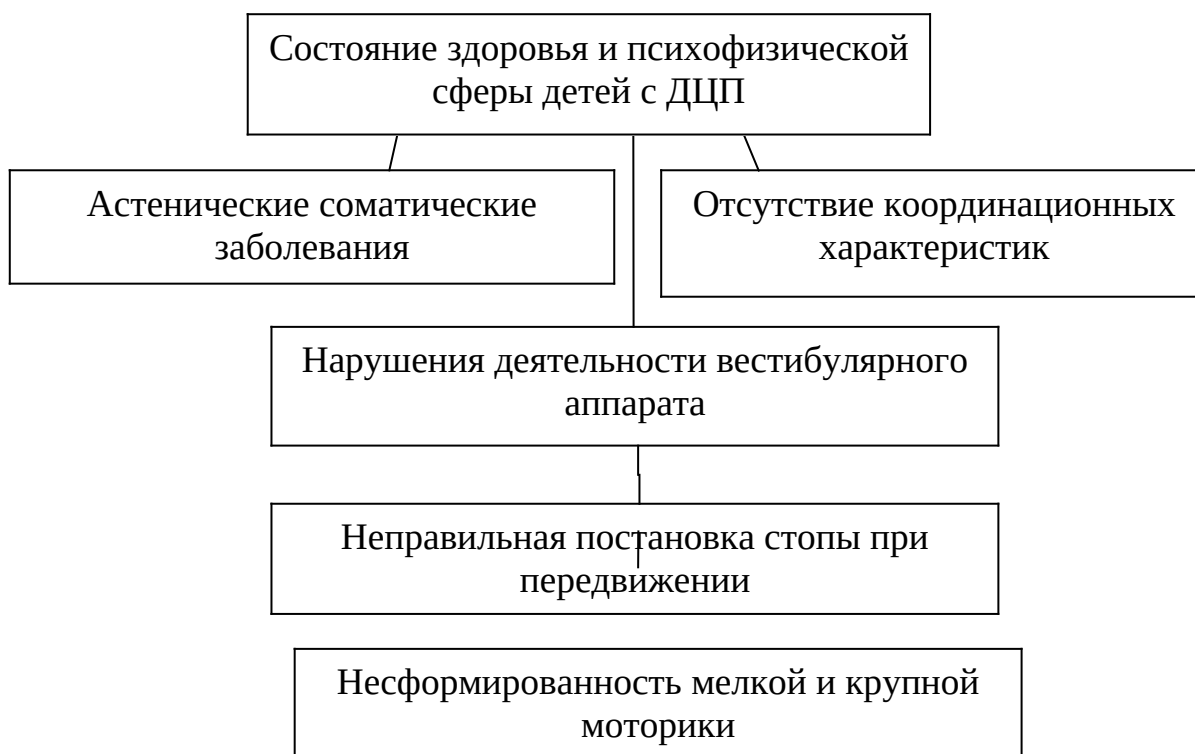 Состояние здоровья и психофизической
сферы детей с ДЦП
Астенические соматические
заболевания
Отсутствие координационных
характеристик
Нарушения деятельности вестибулярного
аппарата
Неправильная постановка стопы при
передвижении
Несформированность мелкой и крупной
моторики